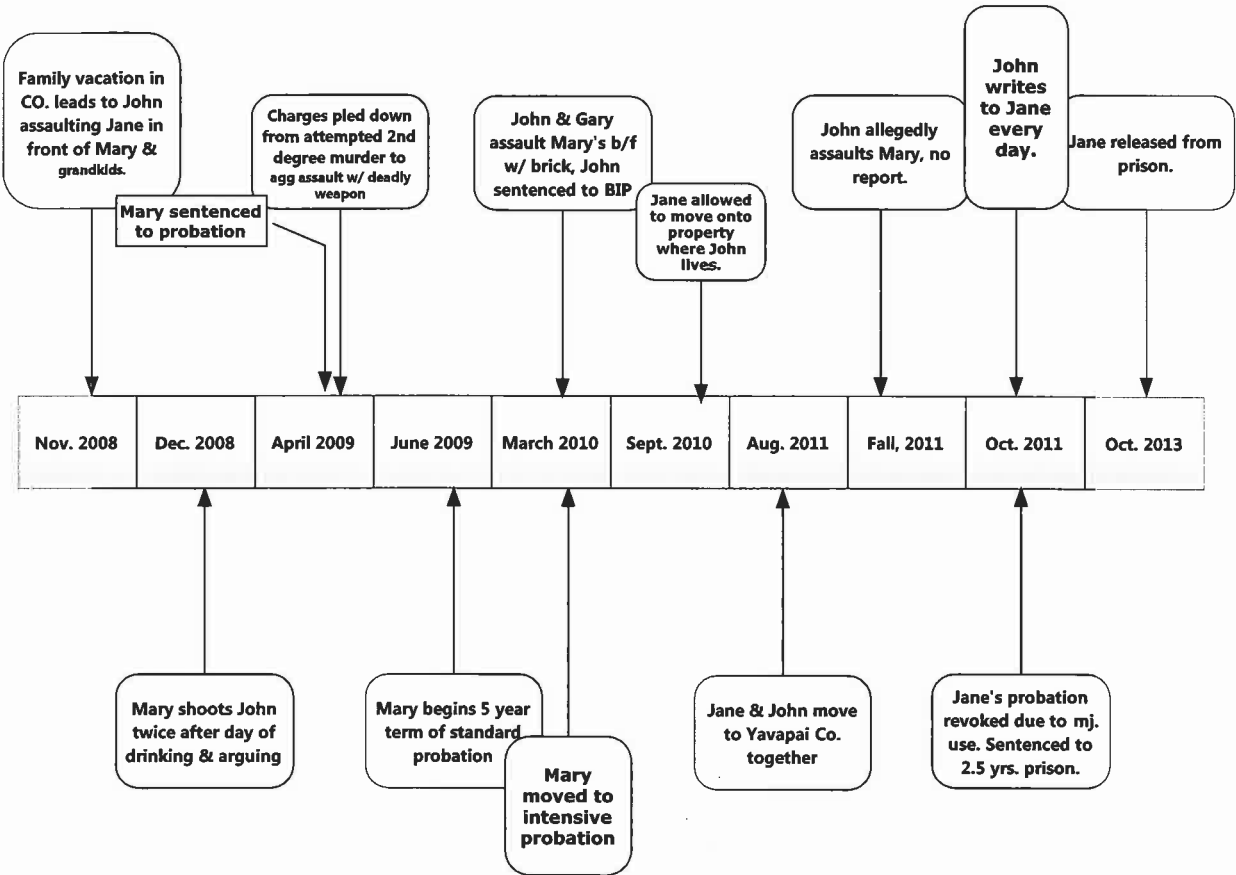 Family vacation in
CO. leads to John
assaulting Jane in
front of Mary &
grandkids.
Mary sentenced
to probation
Charges pled down
from attempted 2nd
degree murder to
agg assault w/ deadly
weapon
John & Gary
assault Mary's b/f
w/ brick, John
sentenced to BIP
Jane allowed
to move onto
property
where John
lives.
John allegedly
assaults Mary, no
report.
John
writes
to Jane
every
day.
Jane released from
prison.
Nov. 2008
Dec. 2008
April 2009
June 2009
March 2010
Sept. 2010
Aug. 2011
Fall, 2011
Oct. 2011
Oct. 2013
Mary shoots John
twice after day of
drinking & arguing
Mary begins 5 year
term of standard
probation
Mary
moved to
intensive
probation
Jane & John move
to Yavapai Co.
together
Jane's probation
revoked due to mj.
use. Sentenced to
2.5 yrs. prison.